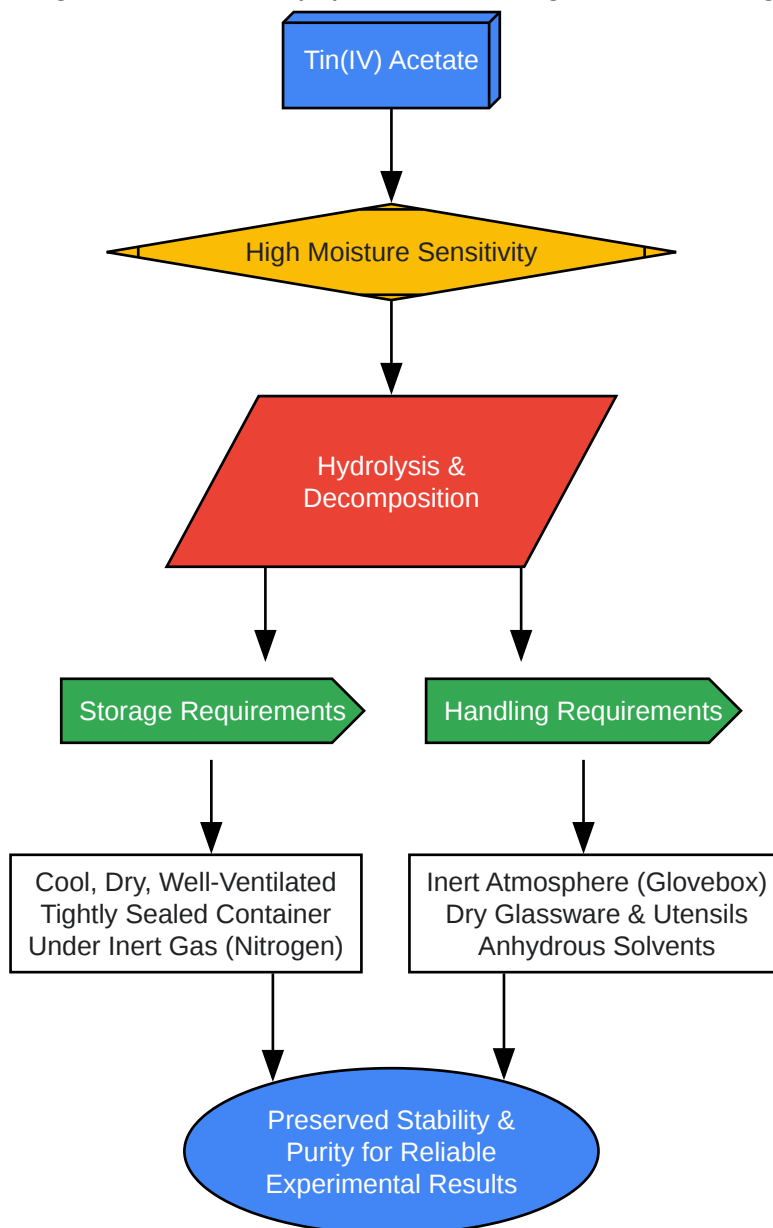 Tin(IV) Acetate
High Moisture Sensitivity
Hydrolysis &
Decomposition
Storage Requirements
Handling Requirements
Cool, Dry, Well-Ventilated
Tightly Sealed Container
Under Inert Gas (Nitrogen)
Inert Atmosphere (Glovebox)
Dry Glassware & Utensils
Anhydrous Solvents
Preserved Stability &
Purity for Reliable
Experimental Results